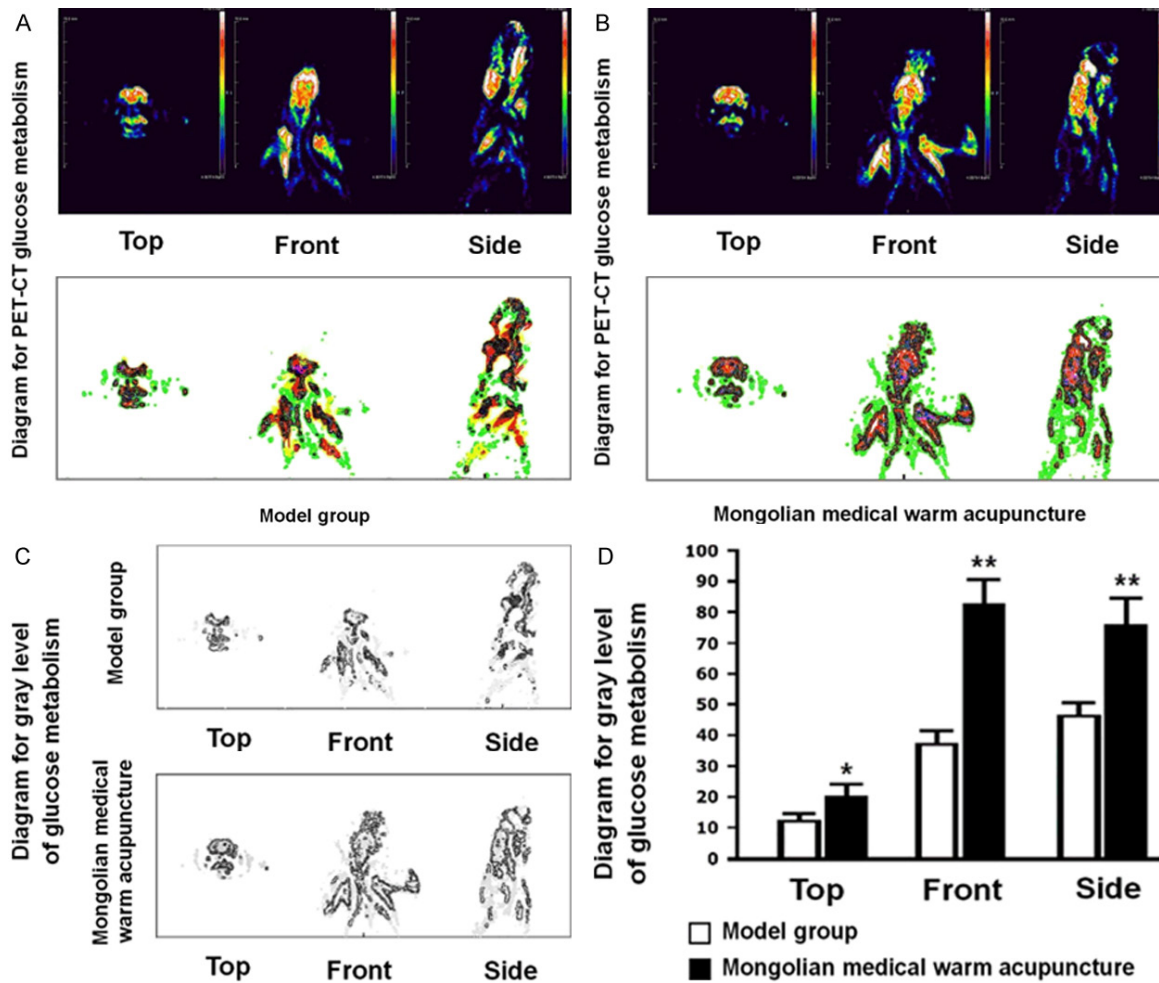 A
Diagram for PET-CT glucose metabolism
Top
Front
Side
Model group
B
Diagram for PET-CT glucose metabolism
Top
Front
Side
Mongolian medical warm acupuncture
C
Diagram for gray level
of glucose metabolism
Model group
Top
Front
Side
Mongolian medical
warm acupuncture
Top
Front
Side
D
Diagram for gray level
of glucose metabolism
100
90
80
70
60
50
40
30
20
10
0
*
**
**
Top
Front
Side
Model group
Mongolian medical warm acupuncture